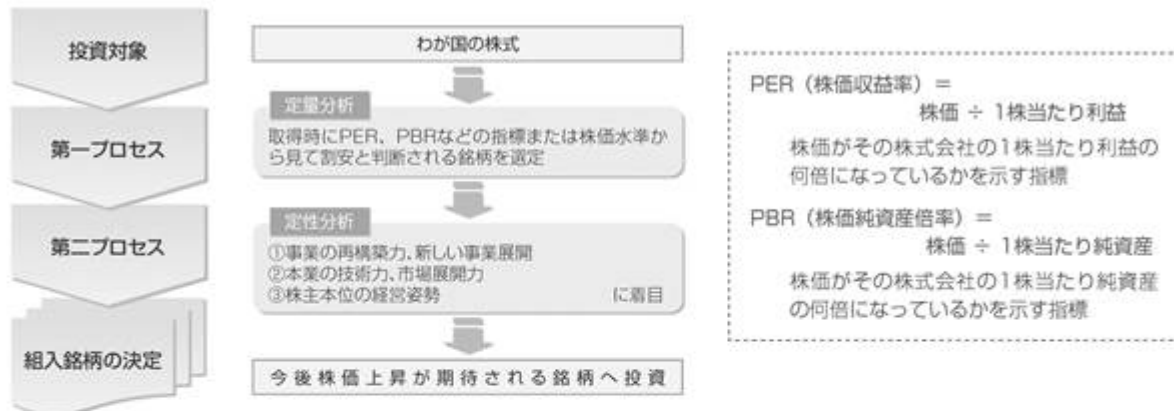 投資対象
わが国の株式
第一プロセス
定量分析
取得時にPER、PBRなどの指標または株価水準か
ら見て割安と判断される銘柄を選定
第二プロセス
定性分析
①事業の再構築力、新しい事業展開
②本業の技術力、市場展開力
③株主本位の経営姿勢 に着目
組入銘柄の決定
今後株価上昇が期待される銘柄へ投資
PER（株価収益率）＝
株価 ÷ 1株当たり利益
株価がその株式会社の1株当たり利益の
何倍になっているかを示す指標
PBR（株価純資産倍率）＝
株価 ÷ 1株当たり純資産
株価がその株式会社の1株当たり純資産
の何倍になっているかを示す指標